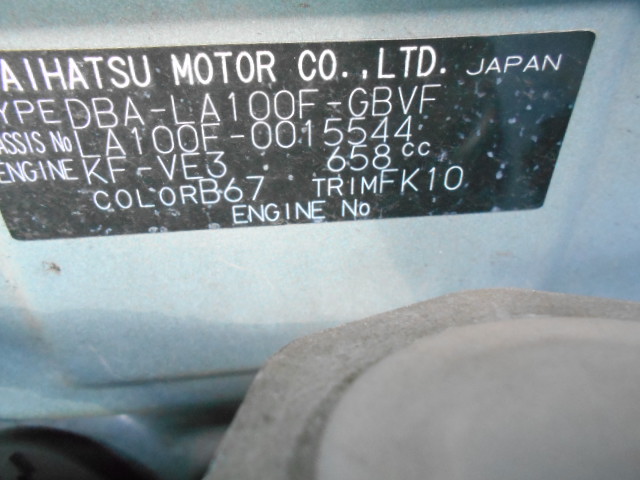 AIHATSU MOTOR CO.,LTD. JAPAN
YPE DBA-LA100F-GBVF
ASSIS No LA100F-0015544
ENGINE KF-VE3 658CC
COLOR B67 TRIM FK10
ENGINE No